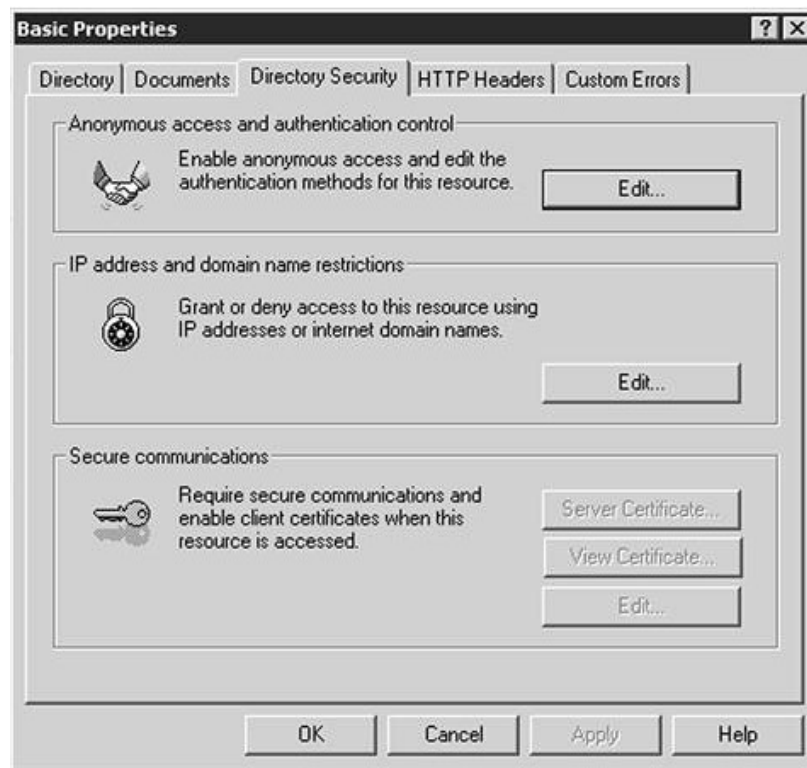 Basic Properties
Directory
Documents
Directory Security
HTTP Headers
Custom Errors
Anonymous access and authentication control
Enable anonymous access and edit the
authentication methods for this resource.
Edit...
IP address and domain name restrictions
Grant or deny access to this resource using
IP addresses or internet domain names.
Edit...
Secure communications
Require secure communications and
enable client certificates when this
resource is accessed.
Server Certificate...
View Certificate...
Edit...
OK
Cancel
Apply
Help